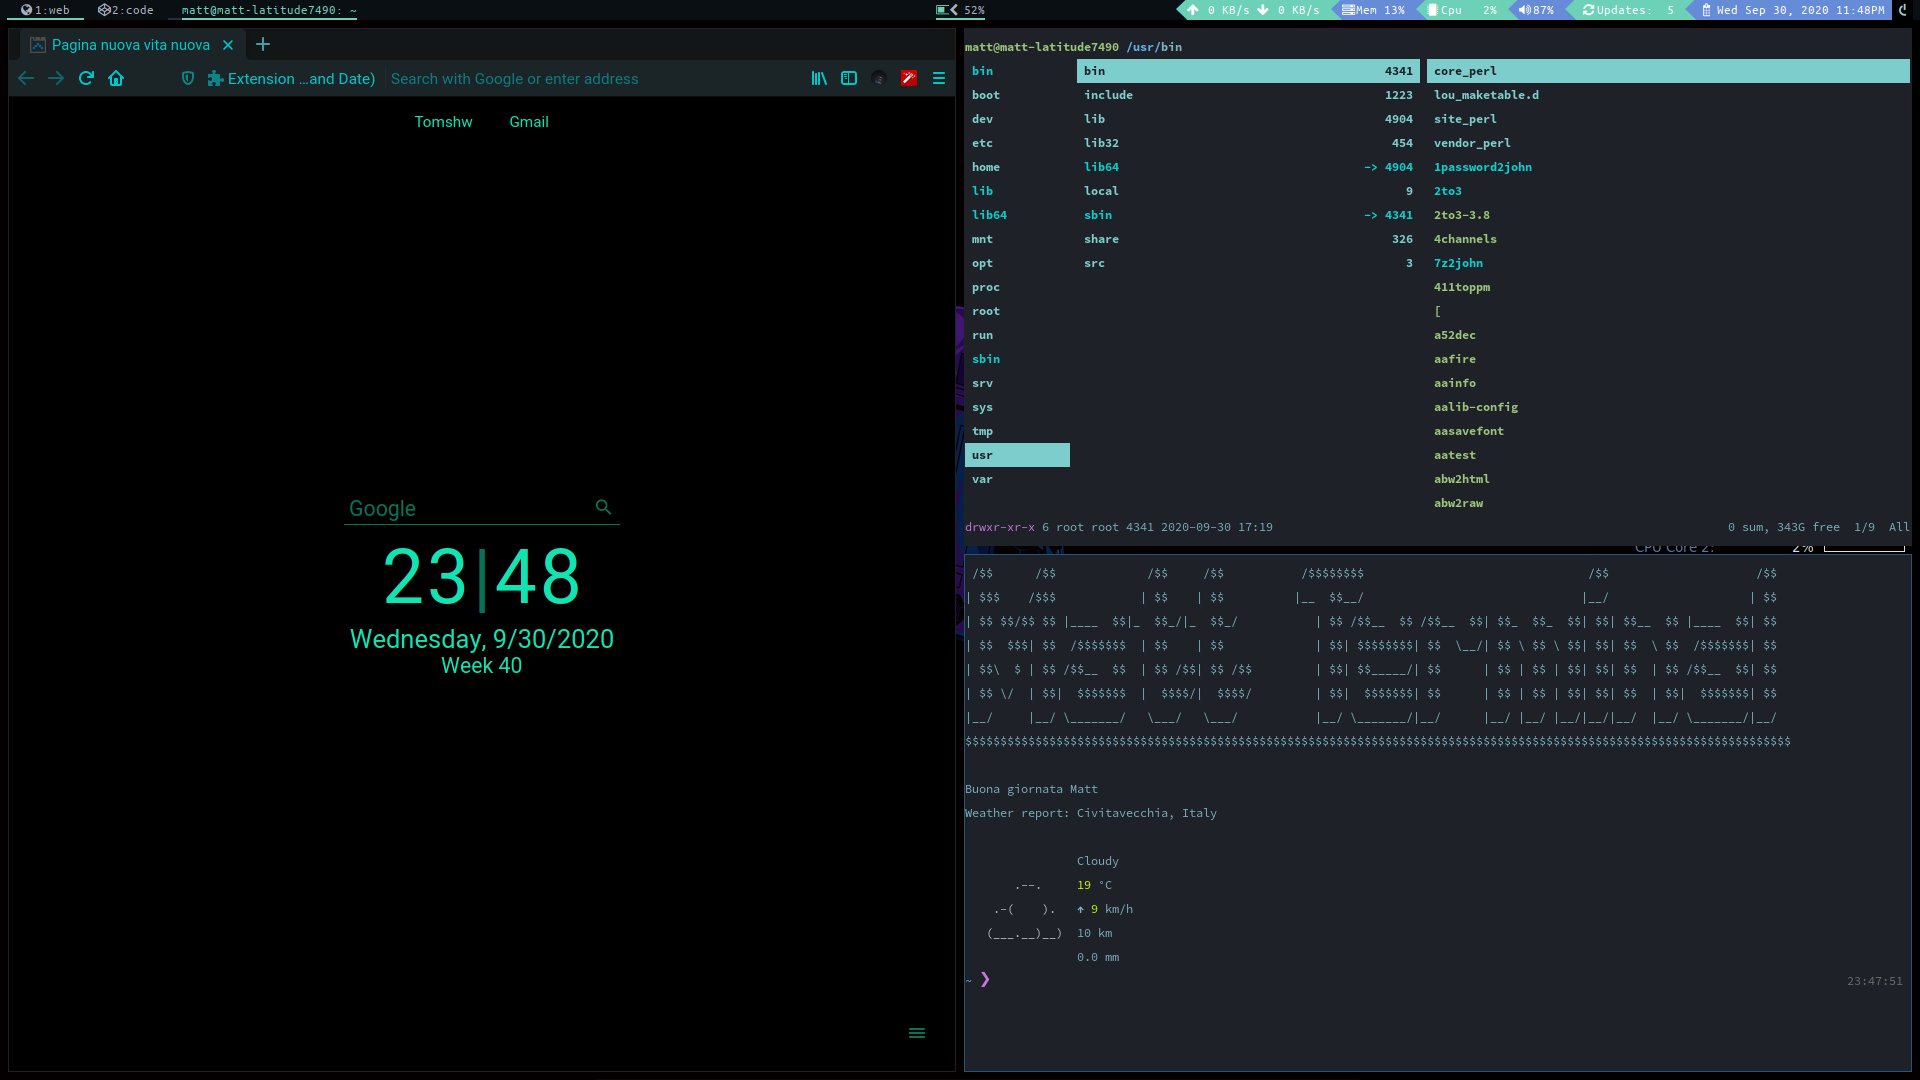 1:web 2:code matt@matt-latitude7490: ~ 52% 0 KB/s 0 KB/s Mem 13% Cpu 2% 87% Updates: 5 Wed Sep 30, 2020 11:48PM
Pagina nuova vita nuova
Extension ...and Date) Search with Google or enter address
Tomshw Gmail
Google
23|48
Wednesday, 9/30/2020
Week 40
matt@matt-latitude7490 /usr/bin
bin bin 4341 core_perl
boot include 1223 lou_maketable.d
dev lib 4904 site_perl
etc lib32 454 vendor_perl
home lib64 -> 4904 1password2john
lib local 9 2to3
lib64 sbin -> 4341 2to3-3.8
mnt share 326 4channels
opt src 3 7z2john
proc 411toppm
root [
run a52dec
sbin aafire
srv aainfo
sys aalib-config
tmp aasavefont
usr aatest
var abw2html
abw2raw
drwxr-xr-x 6 root root 4341 2020-09-30 17:19 0 sum, 343G free 1/9 All
CPU Core 2: 2%
Matt Terminal
Buona giornata Matt
Weather report: Civitavecchia, Italy
Cloudy
19 °C
↑ 9 km/h
10 km
0.0 mm
~ ❯ 23:47:51